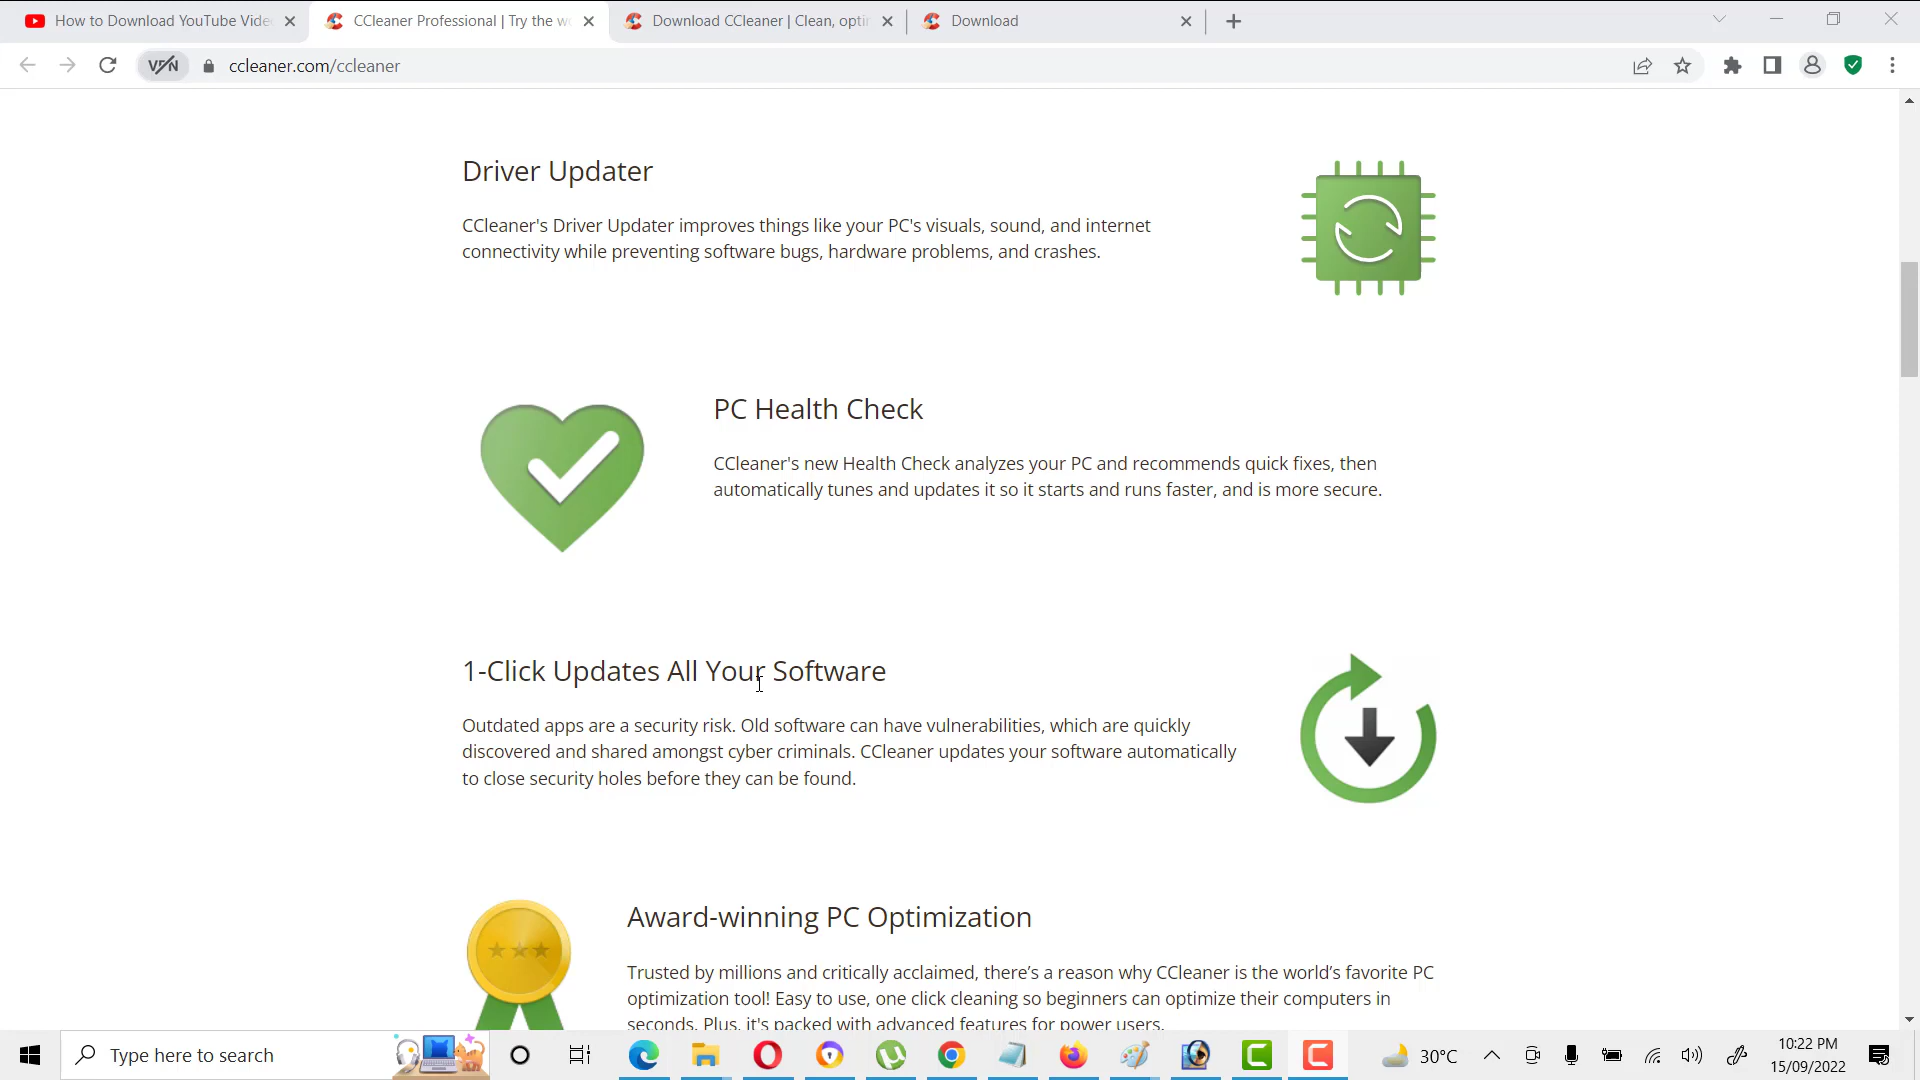 How to Download YouTube Vide
CCleaner Professional | Try the w
Download CCleaner | Clean, opti
Download
VPN
ccleaner.com/ccleaner
Driver Updater
CCleaner's Driver Updater improves things like your PC's visuals, sound, and internet
connectivity while preventing software bugs, hardware problems, and crashes.
PC Health Check
CCleaner's new Health Check analyzes your PC and recommends quick fixes, then
automatically tunes and updates it so it starts and runs faster, and is more secure.
1-Click Updates All Your Software
Outdated apps are a security risk. Old software can have vulnerabilities, which are quickly
discovered and shared amongst cyber criminals. CCleaner updates your software automatically
to close security holes before they can be found.
Award-winning PC Optimization
Trusted by millions and critically acclaimed, there’s a reason why CCleaner is the world’s favorite PC
optimization tool! Easy to use, one click cleaning so beginners can optimize their computers in
seconds. Plus, it's packed with advanced features for power users.
Type here to search
30°C
10:22 PM
15/09/2022